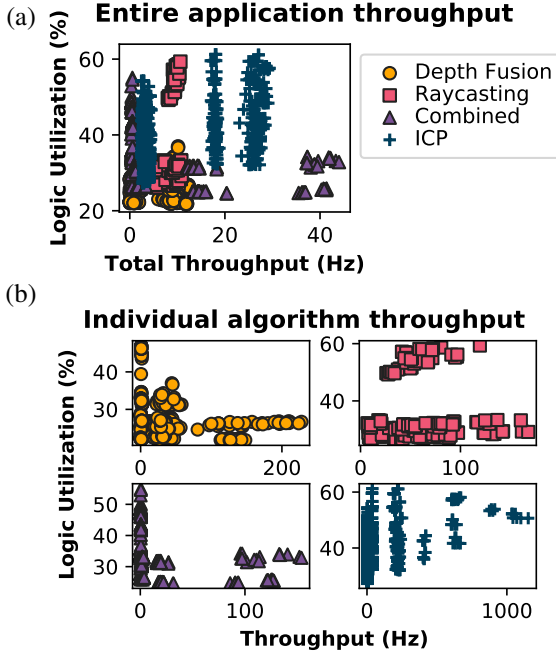 (a)
Entire application throughput
Logic Utilization (%)
60
40
20
0
20
40
Total Throughput (Hz)
Depth Fusion
Raycasting
Combined
ICP
(b)
Individual algorithm throughput
Logic Utilization (%)
40
30
0
200
60
40
0
100
50
40
30
0
100
60
40
0
1000
Throughput (Hz)